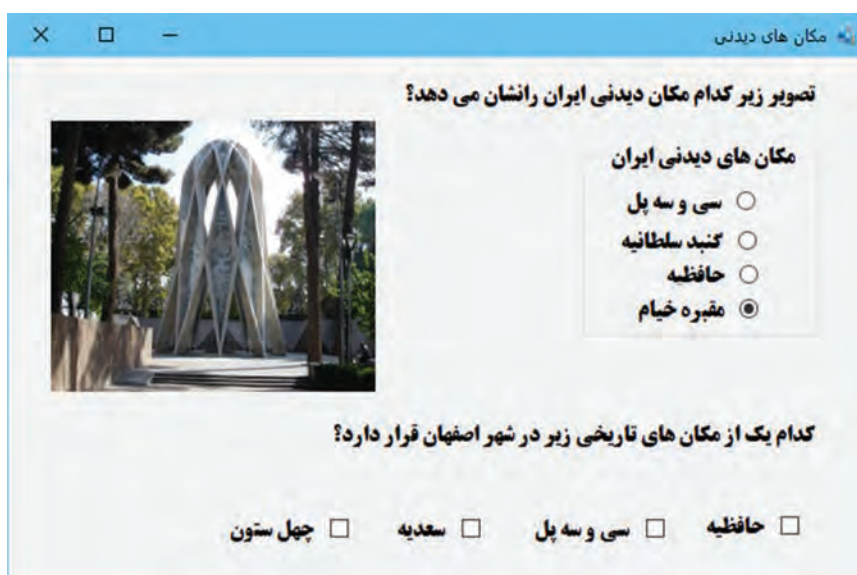 مکان های دیدنی
تصویر زیر کدام مکان دیدنی ایران رانشان می دهد؟
مکان های دیدنی ایران
سی و سه پل
گنبد سلطانیه
حافظیه
مقبره خیام
کدام یک از مکان های تاریخی زیر در شهر اصفهان قرار دارد؟
حافظیه سی و سه پل سعدیه چهل ستون